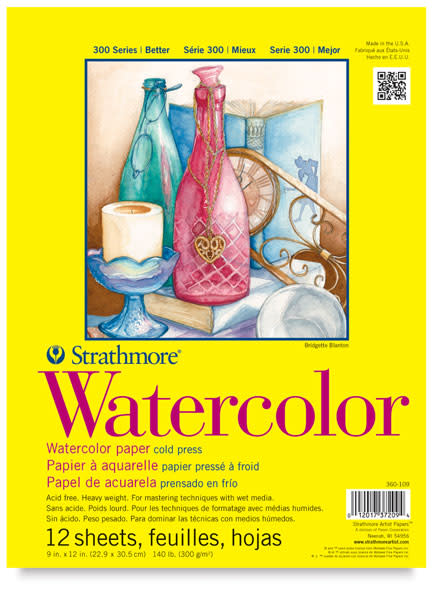 300 Series | Better Série 300 | Mieux Serie 300 | Mejor
Made in the U.S.A.
Fabriqué aux États-Unis
Hecho en E.E.U.U.
Bridgette Blanton
Strathmore®
Watercolor
Watercolor paper cold press
Papier à aquarelle papier pressé à froid
Papel de acuarela prensado en frío
Acid free. Heavy weight. For mastering techniques with wet media.
Sans acide. Poids lourd. Pour les techniques de formatage avec médias humides.
Sin ácido. Peso pesado. Para dominar las técnicas con medios húmedos.
12 sheets, feuilles, hojas
9 in. x 12 in. (22.9 x 30.5 cm) 140 lb. (300 g/m²)
360-109
0 12017 37209 4
Strathmore Artist Papers™
Neenah, WI 54956
strathmoreartist.com